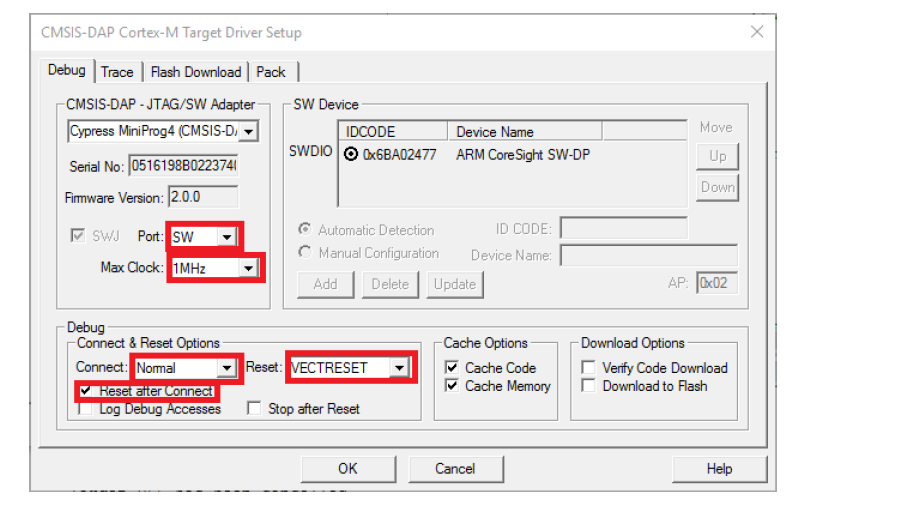 CMSIS-DAP Cortex-M Target Driver Setup
Debug Trace Flash Download Pack
CMSIS-DAP - JTAG/SW Adapter
Cypress MiniProg4 (CMSIS-D
Serial No: 0516198B0223740
Firmware Version: 2.0.0
SWJ Port: SW
Max Clock: 1MHz
SW Device
IDCODE Device Name
SWDIO 0x6BA02477 ARM CoreSight SW-DP
Move
Up
Down
Automatic Detection ID CODE:
Manual Configuration Device Name:
Add Delete Update AP: 0x02
Debug
Connect & Reset Options
Connect: Normal Reset: VECTRESET
Reset after Connect
Log Debug Accesses Stop after Reset
Cache Options
Cache Code
Cache Memory
Download Options
Verify Code Download
Download to Flash
OK Cancel Help